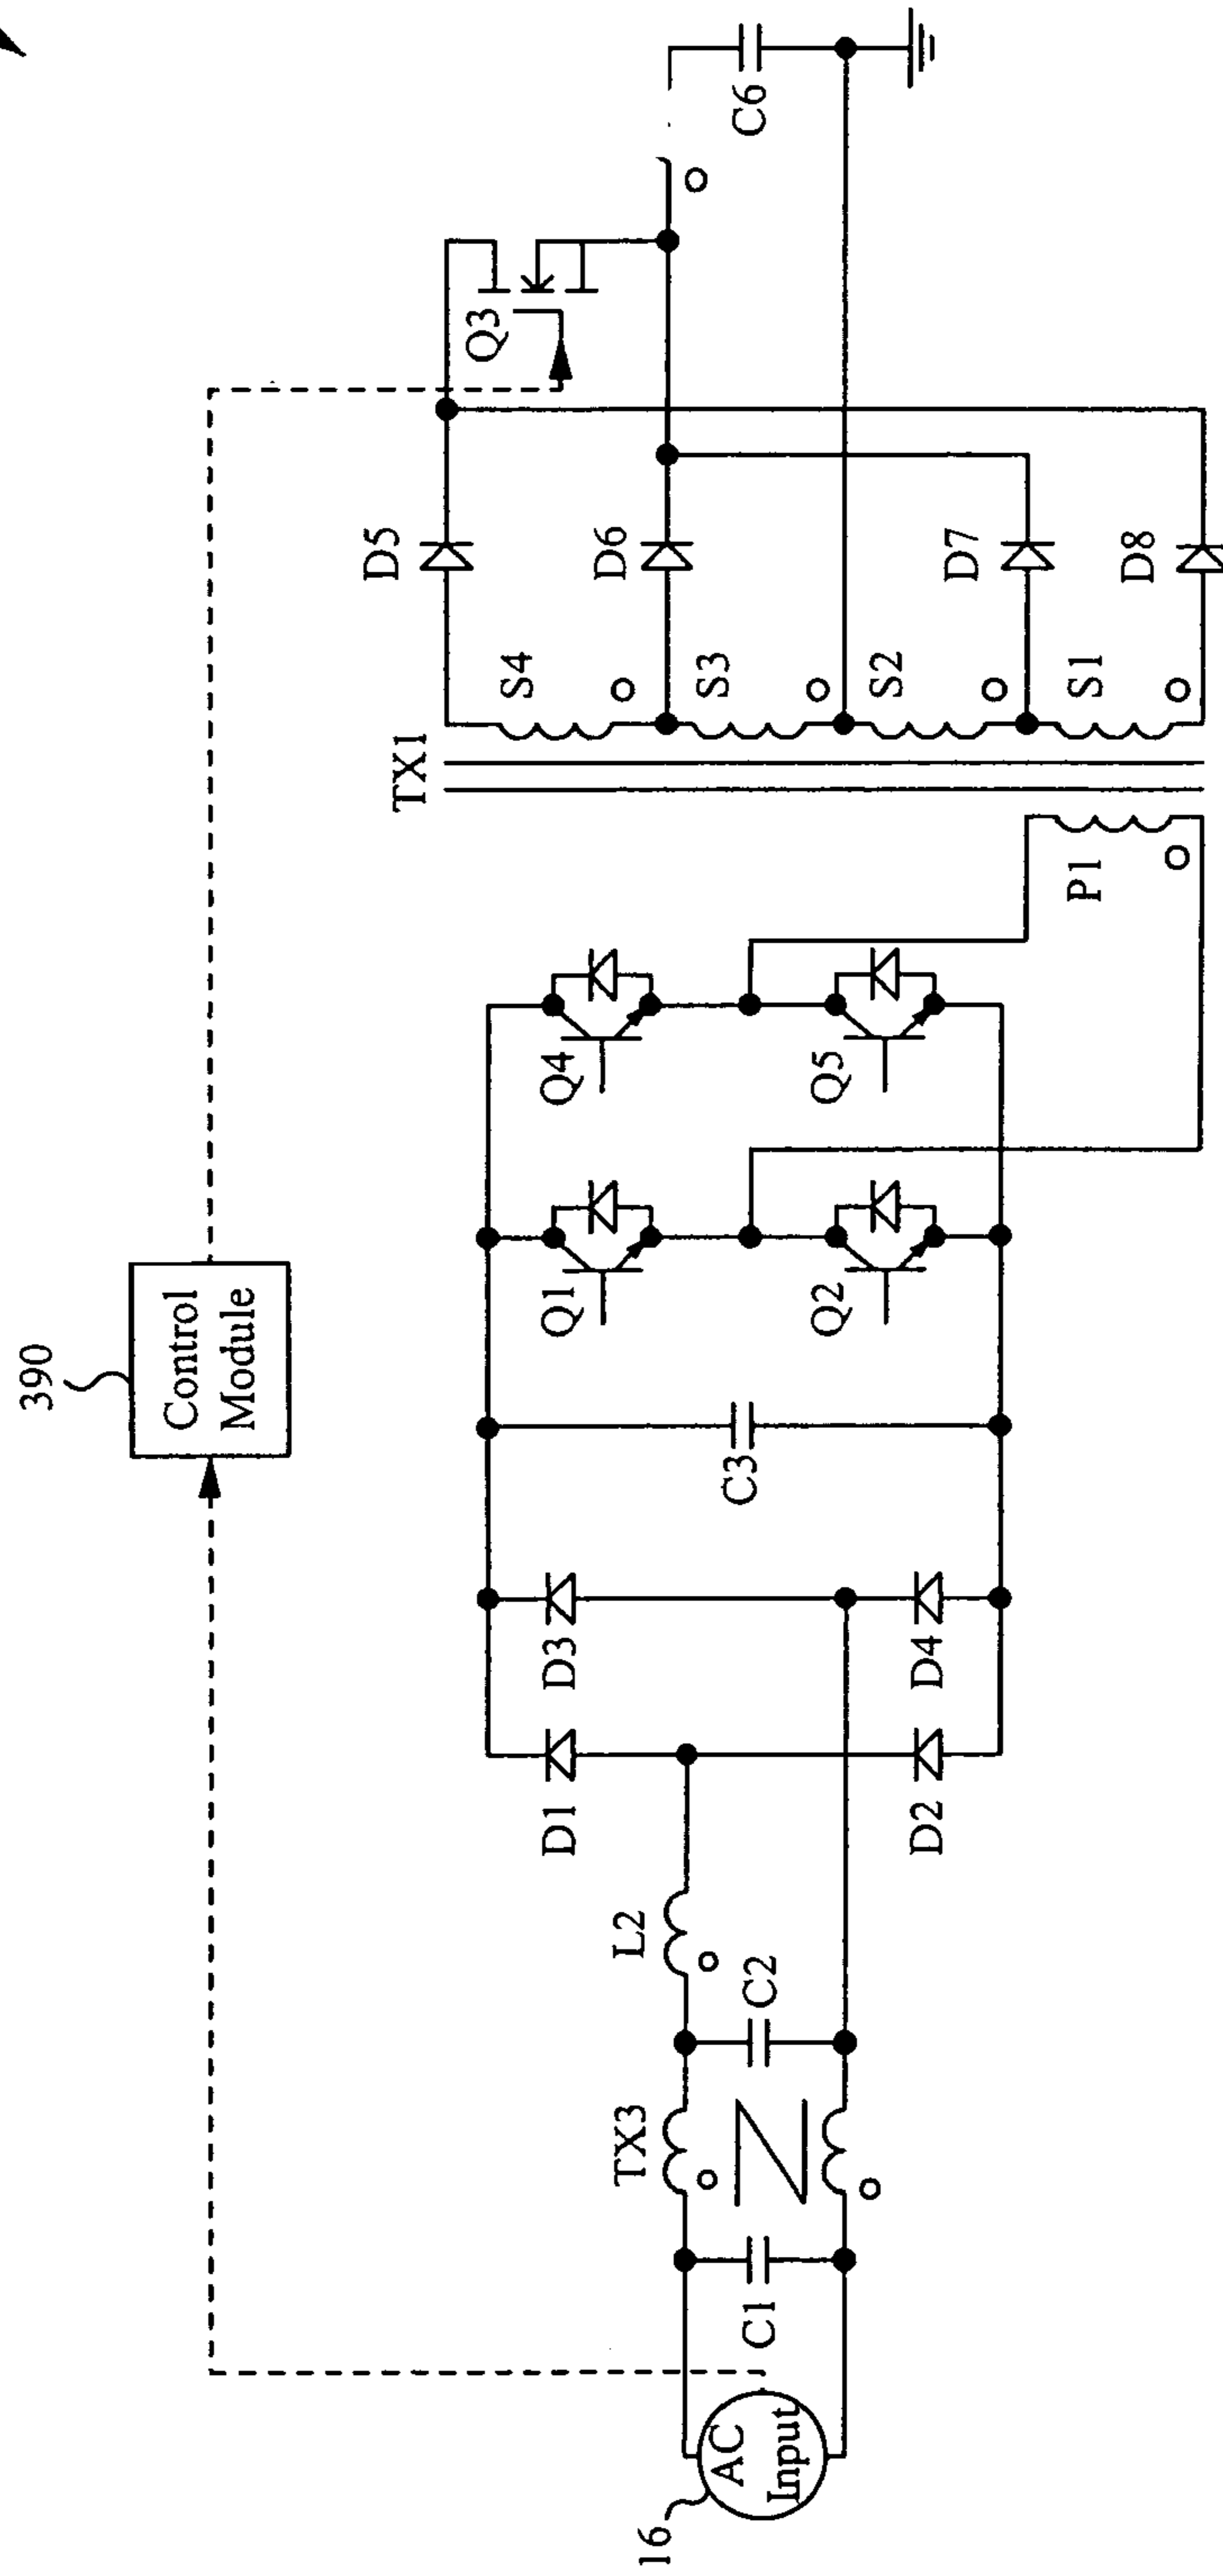 390
Control
Module
TX1
S4
S3
S2
S1
P1
D5
D6
D7
D8
Q3
C6
Q4
Q5
Q1
Q2
C3
D3
D4
D1
D2
L2
C2
TX3
C1
AC
Input
16